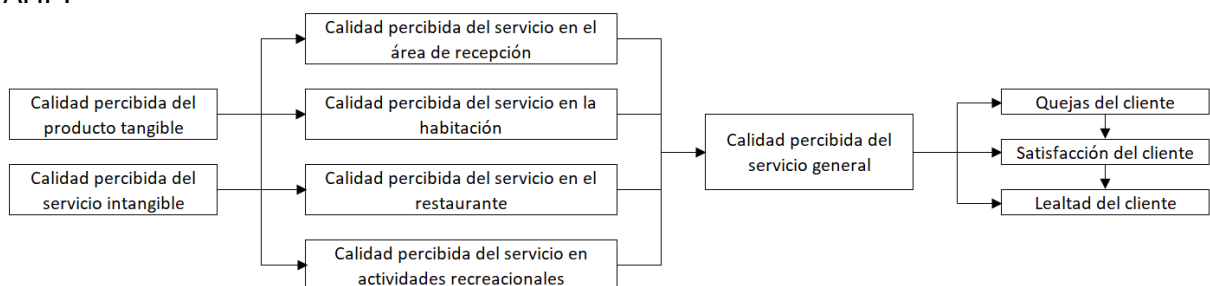 Calidad percibida del servicio en el
área de recepción
Calidad percibida del
producto tangible
Calidad percibida del servicio en la
habitación
Calidad percibida del
servicio intangible
Calidad percibida del servicio en el
restaurante
Calidad percibida del servicio en
actividades recreacionales
Calidad percibida del
servicio general
Quejas del cliente
Satisfacción del cliente
Lealtad del cliente